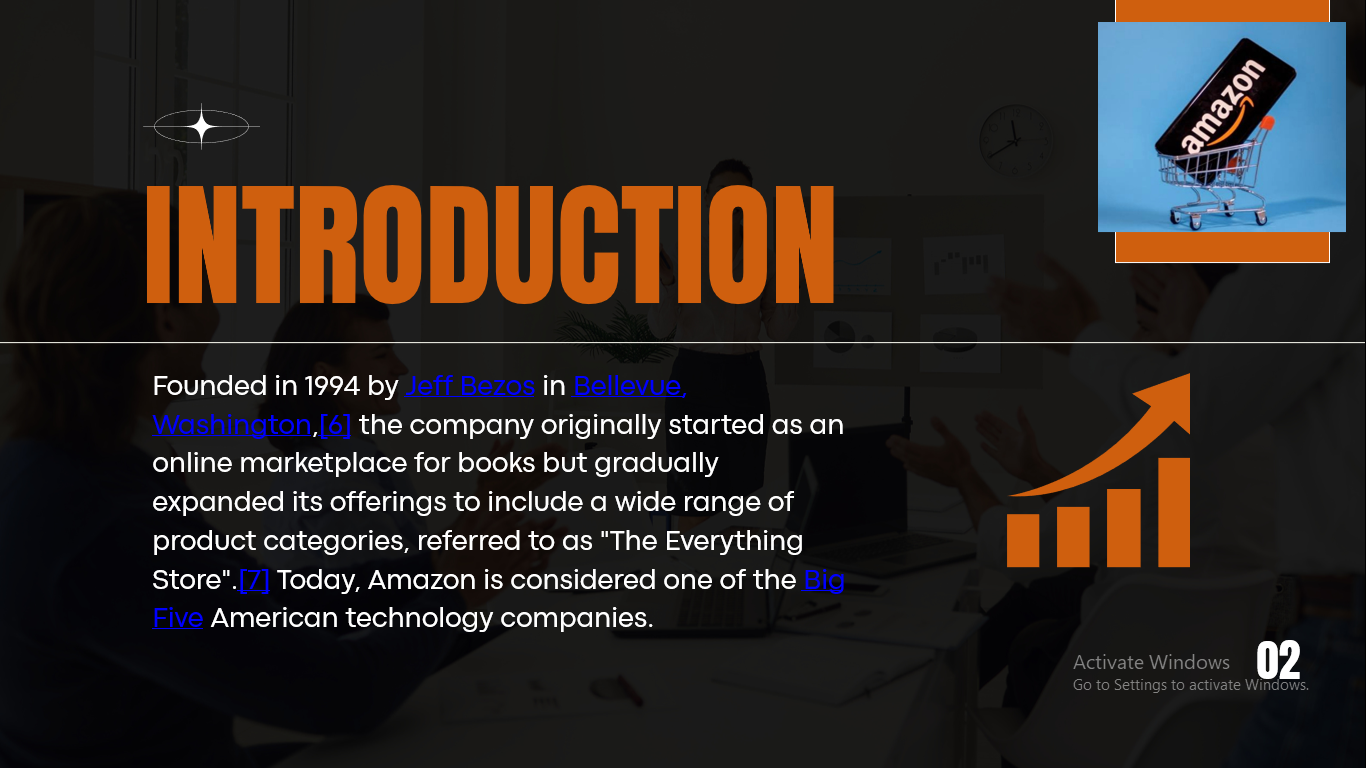 amazon
INTRODUCTION
Founded in 1994 by Jeff Bezos in Bellevue,
Washington,[6] the company originally started as an
online marketplace for books but gradually
expanded its offerings to include a wide range of
product categories, referred to as "The Everything
Store".[7] Today, Amazon is considered one of the Big
Five American technology companies.
Activate Windows
Go to Settings to activate Windows.
02